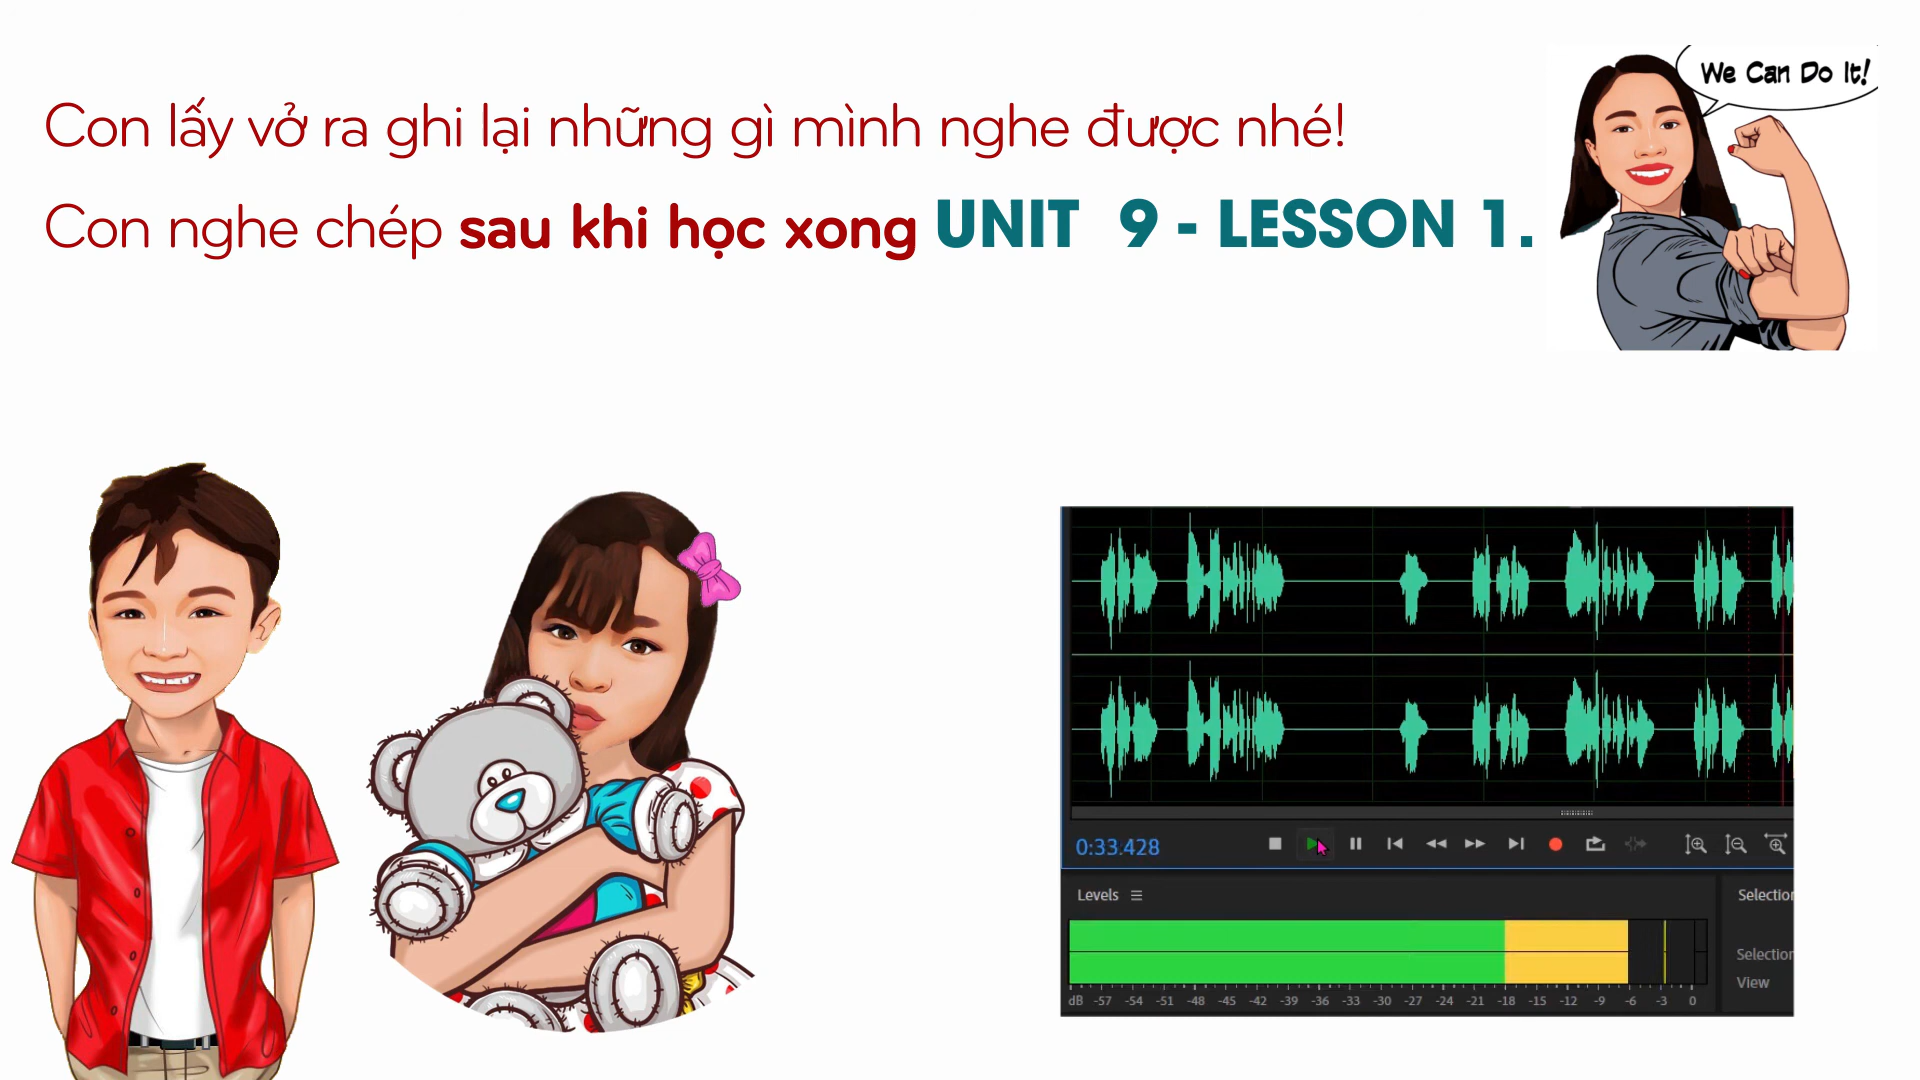 We Can Do It!
Con lấy vở ra ghi lại những gì mình nghe được nhé!
Con nghe chép sau khi học xong UNIT 9 - LESSON 1.
0:33.428
Levels
Selection
Selection
View
dB -57 -54 -51 -48 -45 -42 -39 -36 -33 -30 -27 -24 -21 -18 -15 -12 -9 -6 -3 0